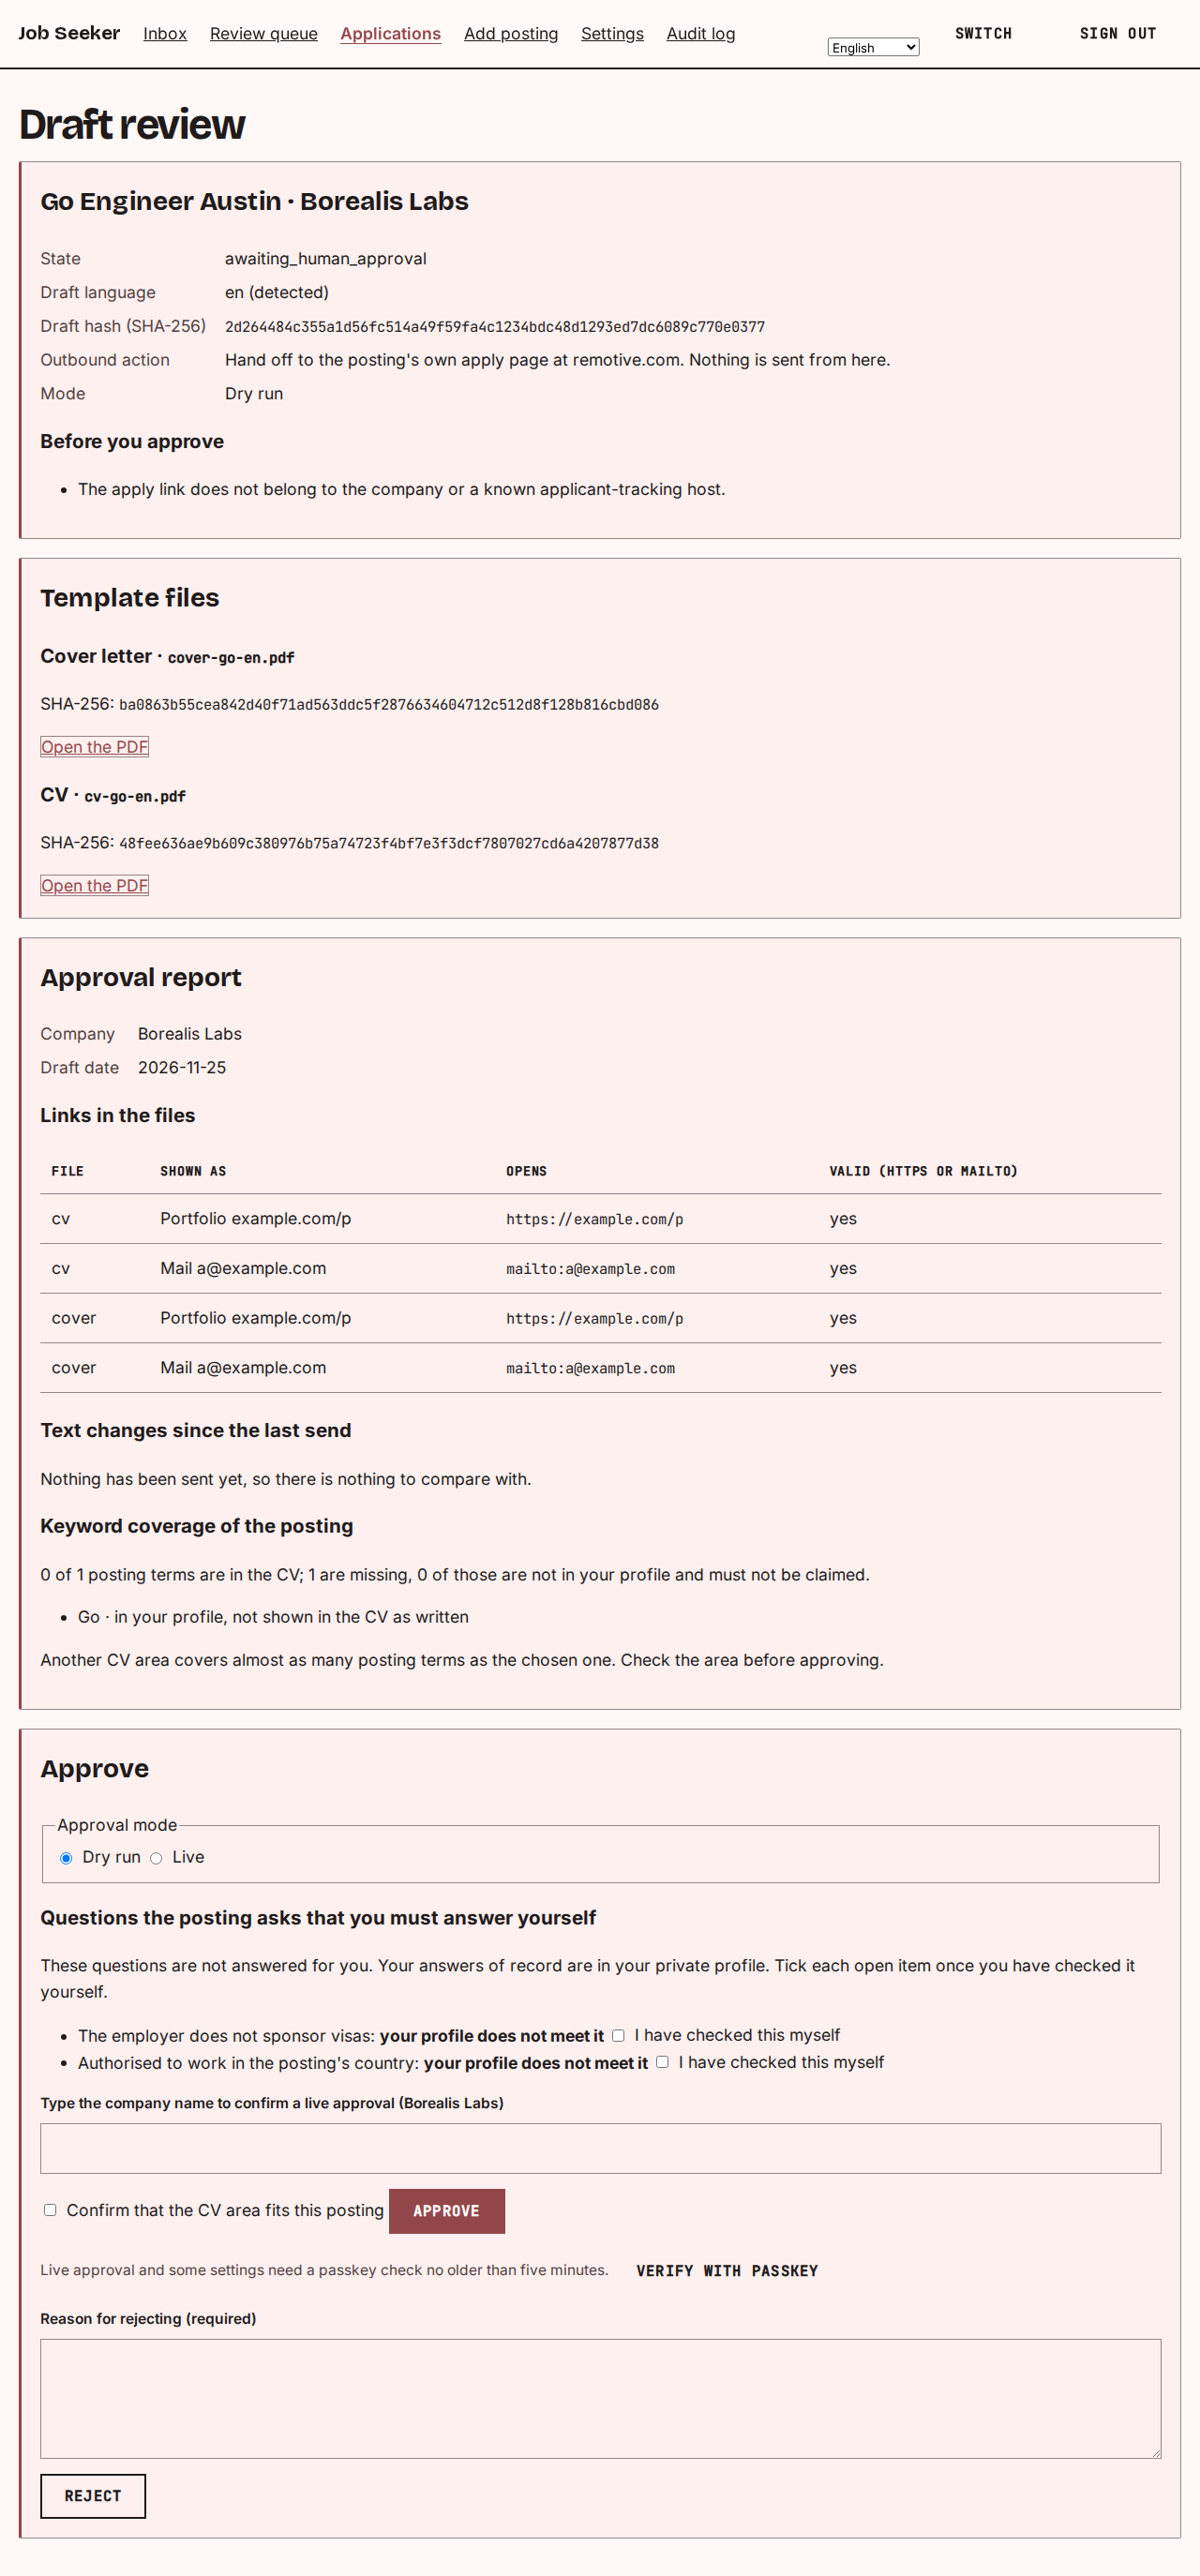 Job Seeker Inbox Review queue Applications Add posting Settings Audit log English SWITCH SIGN OUT
Draft review
Go Engineer Austin · Borealis Labs
State awaiting_human_approval
Draft language en (detected)
Draft hash (SHA-256) 2d264484c355a1d56fc514a49f59fa4c1234bdc48d1293ed7dc6089c770e0377
Outbound action Hand off to the posting's own apply page at remotive.com. Nothing is sent from here.
Mode Dry run
Before you approve
• The apply link does not belong to the company or a known applicant-tracking host.
Template files
Cover letter · cover-go-en.pdf
SHA-256: ba0863b55cea842d40f71ad563ddc5f2876634604712c512d8f128b816cbd086
Open the PDF
CV · cv-go-en.pdf
SHA-256: 48fee636ae9b609c380976b75a74723f4bf7e3f3dcf7807027cd6a4207877d38
Open the PDF
Approval report
Company Borealis Labs
Draft date 2026-11-25
Links in the files
FILE SHOWN AS OPENS VALID (HTTPS OR MAILTO)
cv Portfolio example.com/p https://example.com/p yes
cv Mail a@example.com mailto:a@example.com yes
cover Portfolio example.com/p https://example.com/p yes
cover Mail a@example.com mailto:a@example.com yes
Text changes since the last send
Nothing has been sent yet, so there is nothing to compare with.
Keyword coverage of the posting
0 of 1 posting terms are in the CV; 1 are missing, 0 of those are not in your profile and must not be claimed.
• Go · in your profile, not shown in the CV as written
Another CV area covers almost as many posting terms as the chosen one. Check the area before approving.
Approve
Approval mode
Dry run Live
Questions the posting asks that you must answer yourself
These questions are not answered for you. Your answers of record are in your private profile. Tick each open item once you have checked it
yourself.
• The employer does not sponsor visas: your profile does not meet it I have checked this myself
• Authorised to work in the posting's country: your profile does not meet it I have checked this myself
Type the company name to confirm a live approval (Borealis Labs)
Confirm that the CV area fits this posting APPROVE
Live approval and some settings need a passkey check no older than five minutes. VERIFY WITH PASSKEY
Reason for rejecting (required)
REJECT